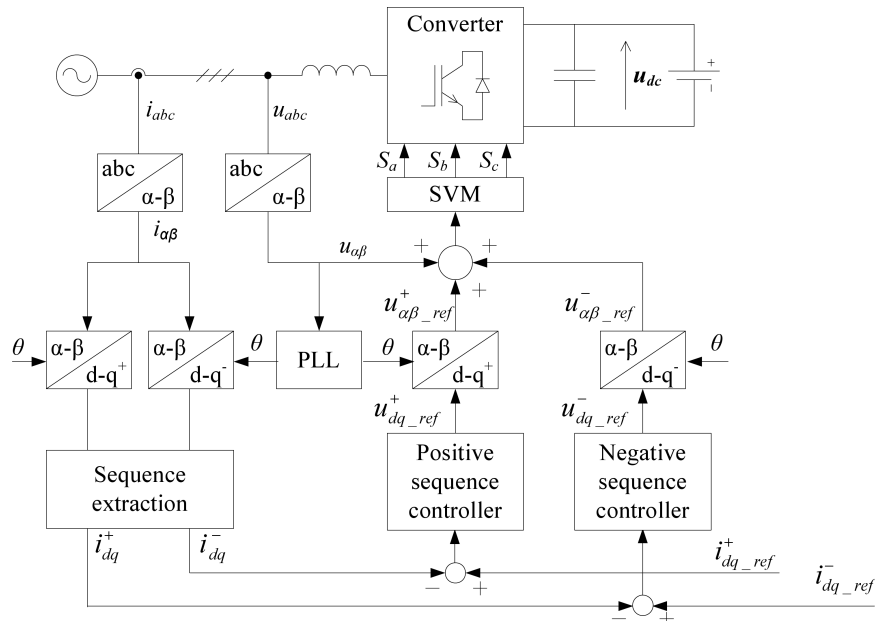 Converter
+
u_dc
-
i_abc
u_abc
S_a S_b S_c
abc
α-β
abc
α-β
SVM
i_αβ
u_αβ + +
+
u⁺_αβ_ref
u⁻_αβ_ref
θ α-β
d-q⁺
α-β
d-q⁻
θ PLL θ α-β
d-q⁺
α-β
d-q⁻
θ
u⁺_dq_ref
u⁻_dq_ref
Sequence
extraction
Positive
sequence
controller
Negative
sequence
controller
i⁺_dq
i⁻_dq
i⁺_dq_ref
i⁻_dq_ref
- +
- +